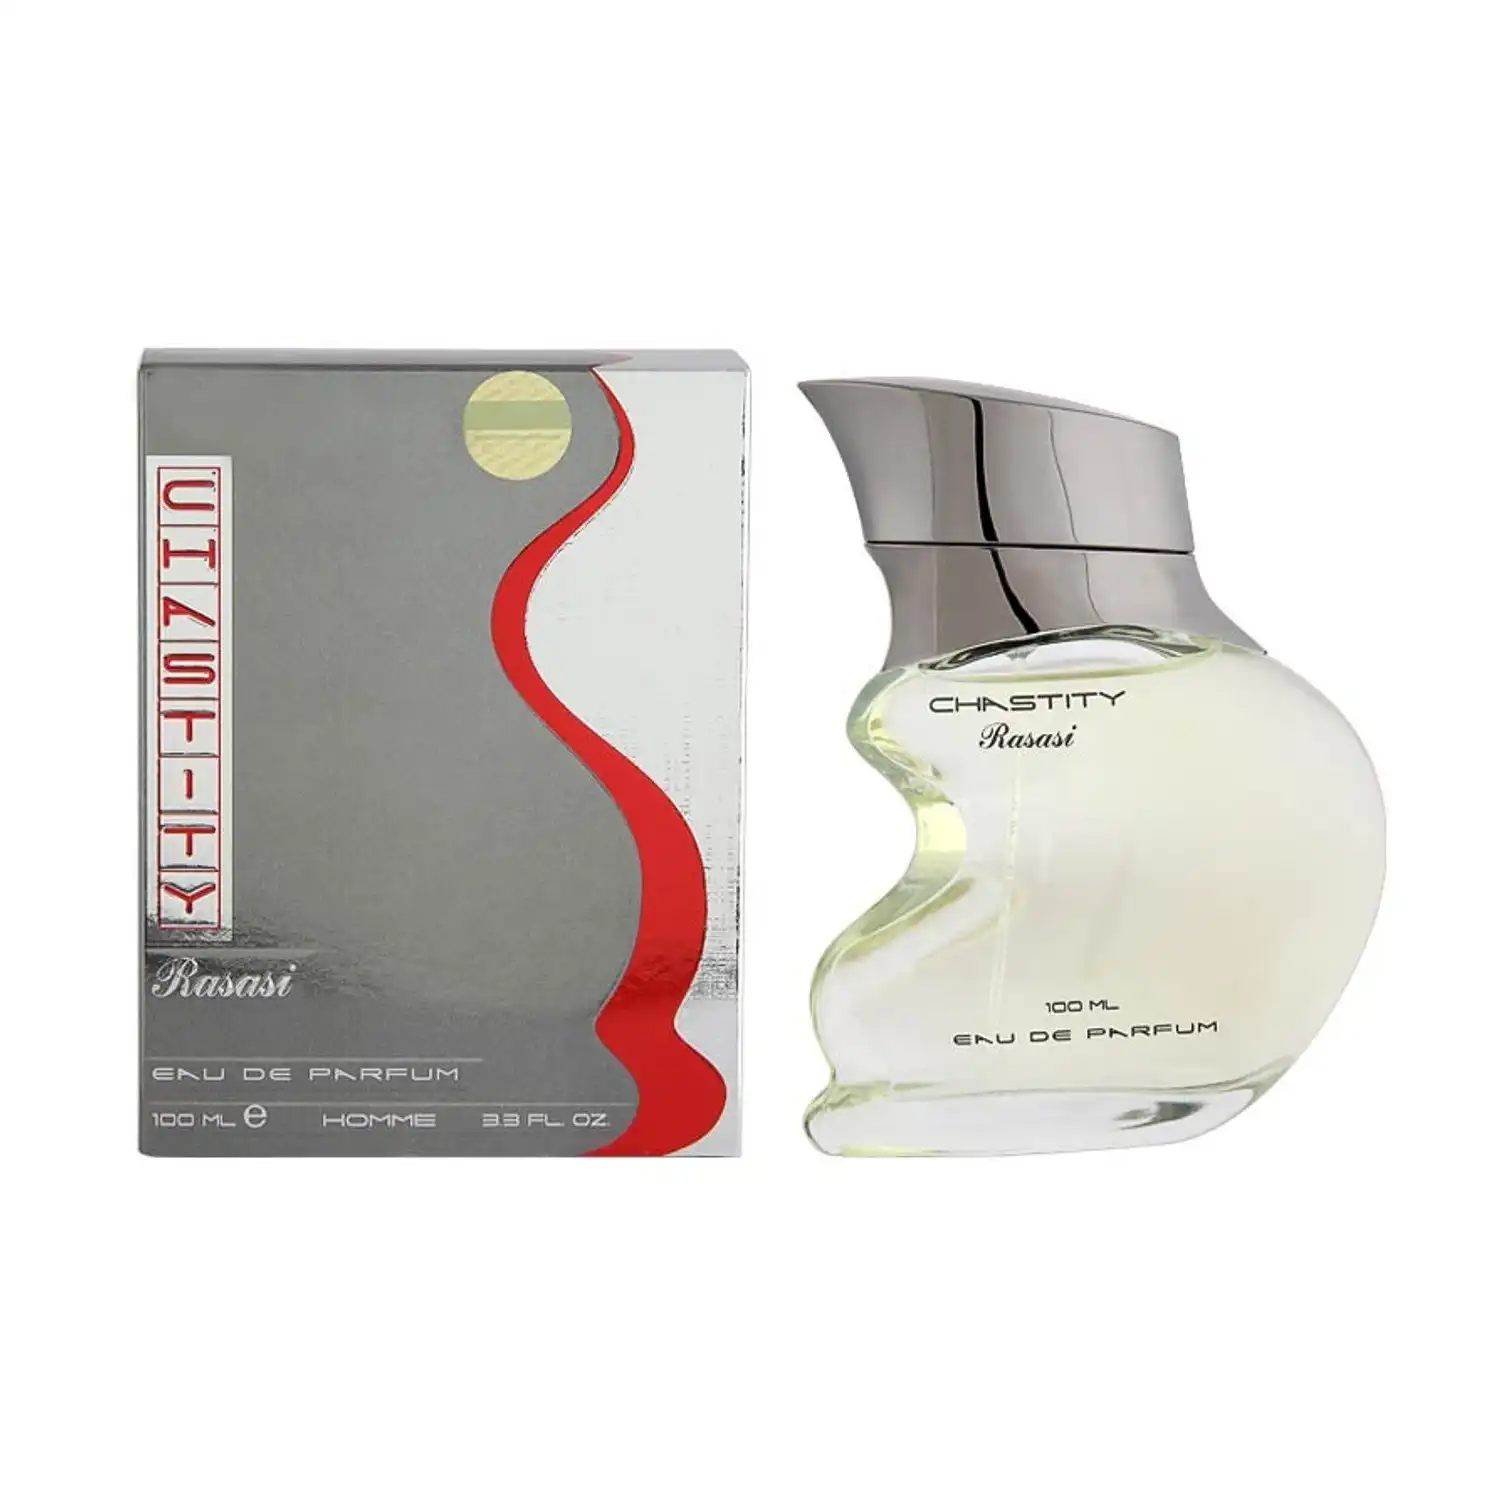 CHASTITY
Rasasi
EAU DE PARFUM
100 ML e HOMME 3.3 FL. OZ.
CHASTITY
Rasasi
100 ML
EAU DE PARFUM